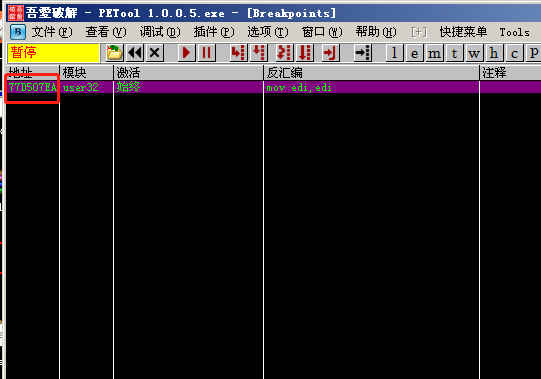 吾愛破解 - PETool 1.0.0.5.exe - [Breakpoints]
B 文件(F) 查看(V) 调试(D) 插件(P) 选项(T) 窗口(W) 帮助(H) [+] 快捷菜单 Tools
暂停 l e m t w h c p
地址 模块 激活 反汇编 注释
77D507EA user32 始终 mov edi,edi